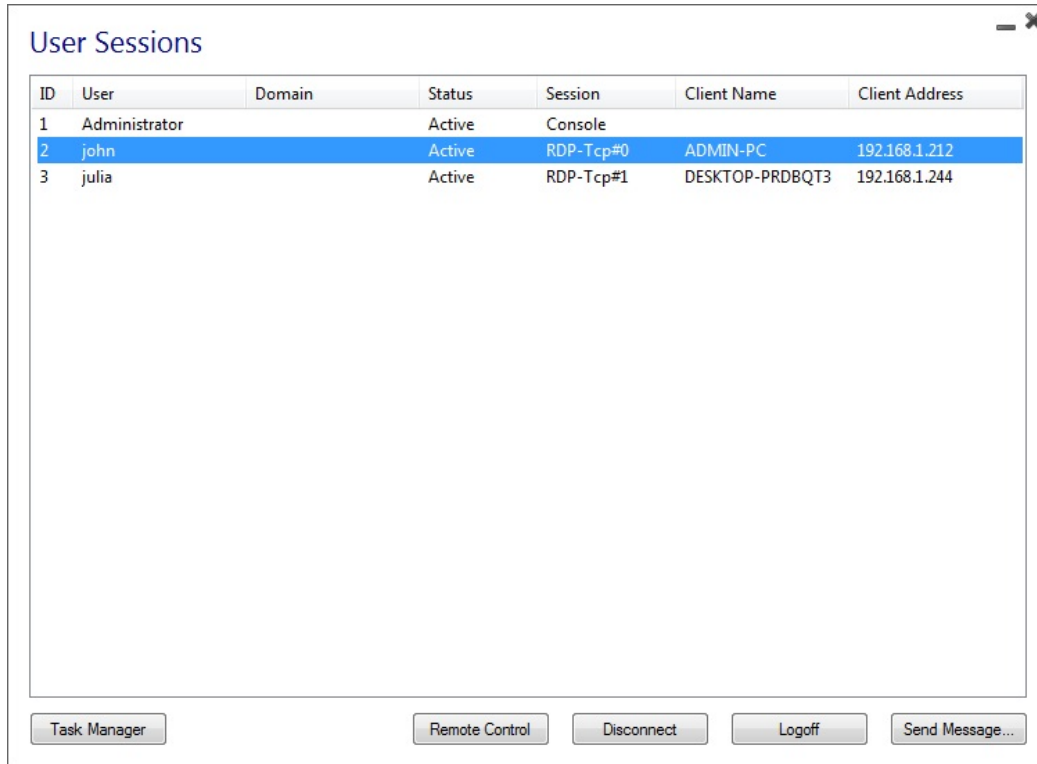 User Sessions
ID User Domain Status Session Client Name Client Address
1 Administrator Active Console
2 john Active RDP-Tcp#0 ADMIN-PC 192.168.1.212
3 julia Active RDP-Tcp#1 DESKTOP-PRDBQT3 192.168.1.244
Task Manager Remote Control Disconnect Logoff Send Message...